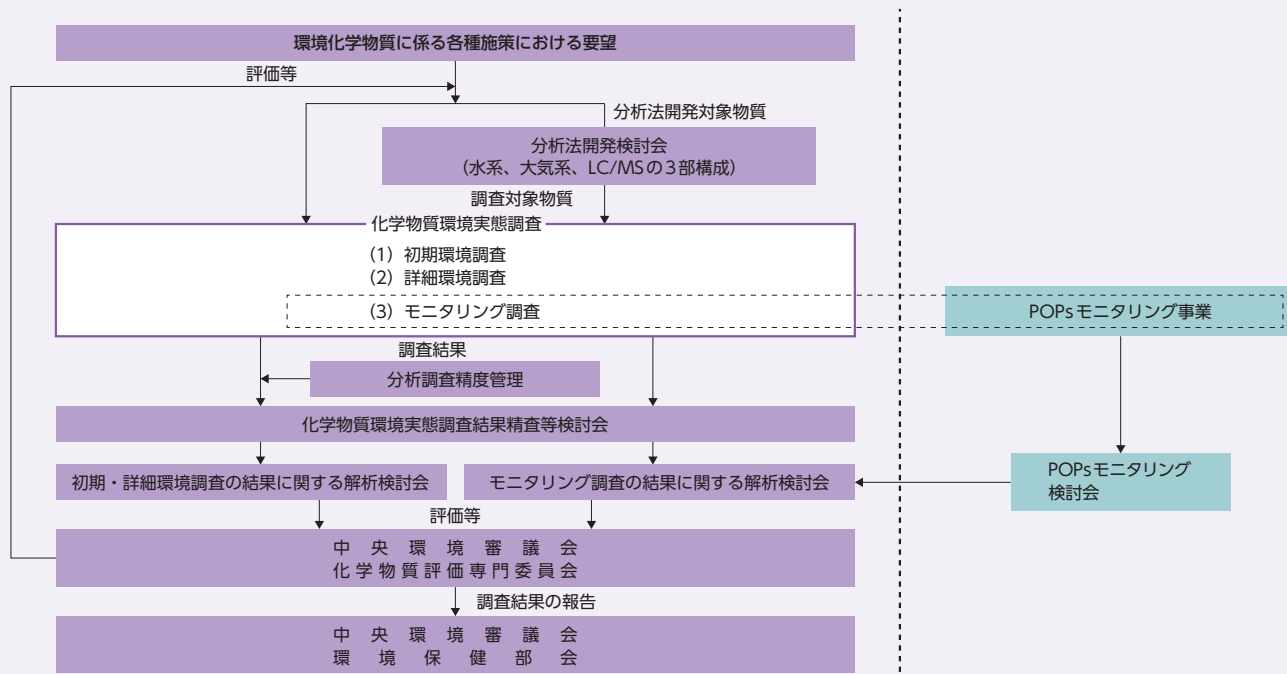 環境化学物質に係る各種施策における要望
評価等
分析法開発対象物質
分析法開発検討会
(水系、大気系、LC/MSの3部構成)
調査対象物質
化学物質環境実態調査
(1)初期環境調査
(2)詳細環境調査
(3)モニタリング調査
POPsモニタリング事業
調査結果
分析調査精度管理
化学物質環境実態調査結果精査等検討会
初期・詳細環境調査の結果に関する解析検討会
モニタリング調査の結果に関する解析検討会
POPsモニタリング
検討会
評価等
中央環境審議会
化学物質評価専門委員会
調査結果の報告
中央環境審議会
環境保健部会